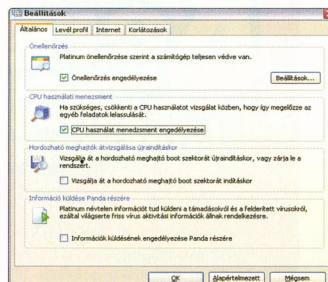 Beállítások
Általános
Levél profil
Internet
Korlátozások
Önellenőrzés
Platinum önellenőrzése szerint a számítógép teljesen védve van.
Önellenőrzés engedélyezése
Beállítások...
CPU használati menedzsment
Ha szükséges, csökkenti a CPU használatot vizsgálat közben, hogy így megelőzze az
egyéb feladatok lelassulását.
CPU használat menedzsment engedélyezése
Hordozható meghajtók átvizsgálása újraindításkor
Vizsgálja át a hordozható meghajtó boot szektorát újraindításkor, vagy zárja le a
rendszert.
Vizsgálja át a hordozható meghajtó boot szektorát indításkor
Információ küldése Panda részére
Platinum névtelen információt tud küldeni a támadásokról és a felderített vírusokról,
ezáltal világserte friss vírus aktivitási információk állnak rendelkezésre.
Információk küldésének engedélyezése Panda részére
OK
Alapértelmezett
Mégsem